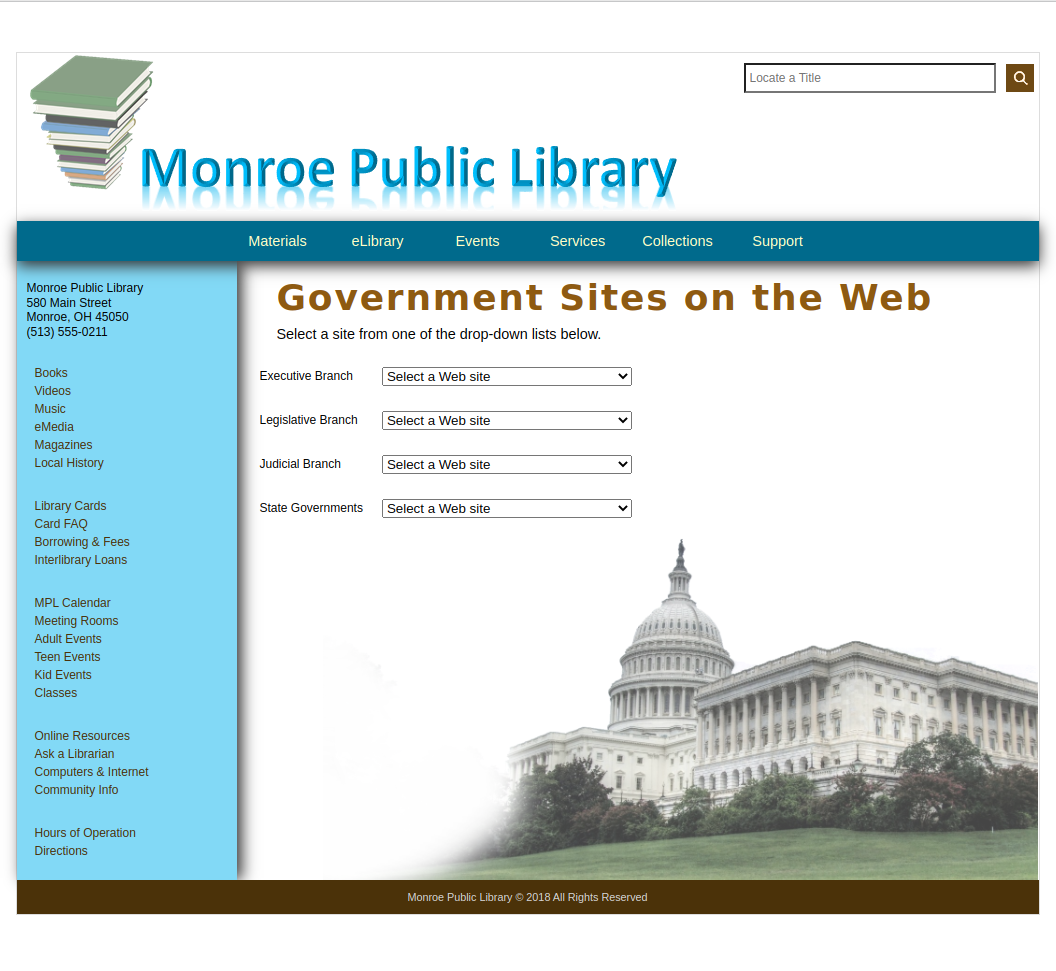 Locate a Title
Monroe Public Library
Materials eLibrary Events Services Collections Support
Monroe Public Library
580 Main Street
Monroe, OH 45050
(513) 555-0211
Books
Videos
Music
eMedia
Magazines
Local History
Library Cards
Card FAQ
Borrowing & Fees
Interlibrary Loans
MPL Calendar
Meeting Rooms
Adult Events
Teen Events
Kid Events
Classes
Online Resources
Ask a Librarian
Computers & Internet
Community Info
Hours of Operation
Directions
Government Sites on the Web
Select a site from one of the drop-down lists below.
Executive Branch Select a Web site
Legislative Branch Select a Web site
Judicial Branch Select a Web site
State Governments Select a Web site
Monroe Public Library © 2018 All Rights Reserved